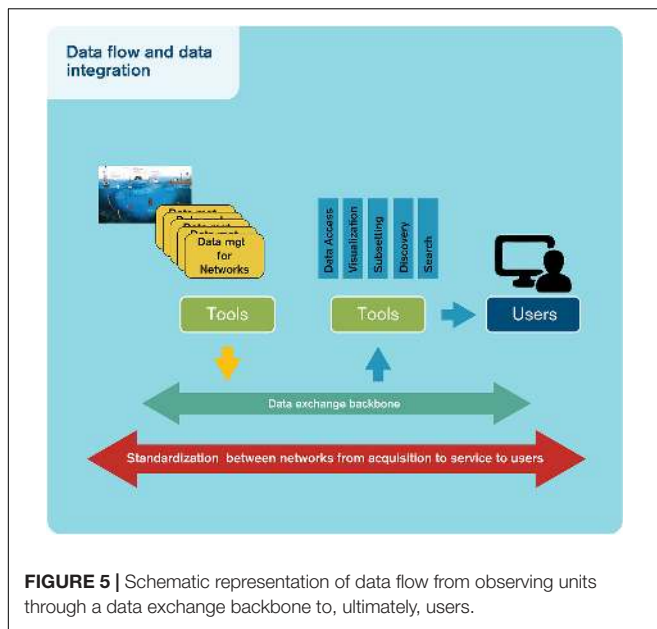 Data flow and data
integration
Data mgt
Data mgt
for
Networks
Data Access
Visualization
Subsetting
Discovery
Search
Tools
Tools
Users
Data exchange backbone
Standardization between networks from acquisition to service to users
FIGURE 5 | Schematic representation of data flow from observing units
through a data exchange backbone to, ultimately, users.